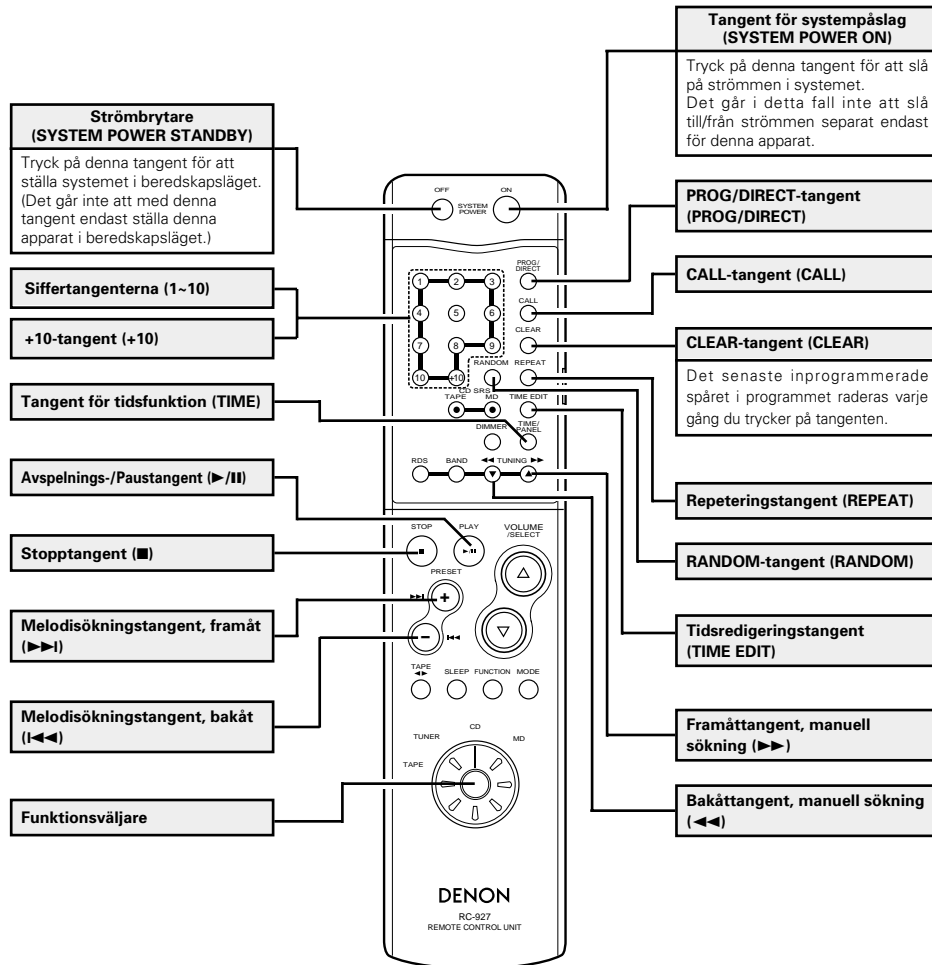 Tangent för systempåslag
(SYSTEM POWER ON)
Tryck på denna tangent för att slå
på strömmen i systemet.
Det går i detta fall inte att slå
till/från strömmen separat endast
för denna apparat.
Strömbrytare
(SYSTEM POWER STANDBY)
Tryck på denna tangent för att
ställa systemet i beredskapsläget.
(Det går inte att med denna
tangent endast ställa denna
apparat i beredskapsläget.)
Siffertangenterna (1~10)
+10-tangent (+10)
Tangent för tidsfunktion (TIME)
Avspelnings-/Paustangent (►/II)
Stopptangent (■)
Melodisökningstangent, framåt
(►►I)
Melodisökningstangent, bakåt
(I◄◄)
Funktionsväljare
OFF
SYSTEM
POWER
ON
PROG/
DIRECT
1 2 3
CALL
4 5 6
CLEAR
7 8 9
RANDOM REPEAT
10 +10
CD SRS
TAPE MD TIME EDIT
DIMMER
TIME/
PANEL
RDS BAND ◄◄ TUNING ►►
▼ ▲
STOP PLAY
VOLUME
/SELECT
■ ►/II
△
PRESET
►►I +
− I◄◄
▽
TAPE
◄►
SLEEP FUNCTION MODE
CD
TUNER MD
TAPE
DENON
RC-927
REMOTE CONTROL UNIT
PROG/DIRECT-tangent
(PROG/DIRECT)
CALL-tangent (CALL)
CLEAR-tangent (CLEAR)
Det senaste inprogrammerade
spåret i programmet raderas varje
gång du trycker på tangenten.
Repeteringstangent (REPEAT)
RANDOM-tangent (RANDOM)
Tidsredigeringstangent
(TIME EDIT)
Framåttangent, manuell
sökning (►►)
Bakåttangent, manuell sökning
(◄◄)